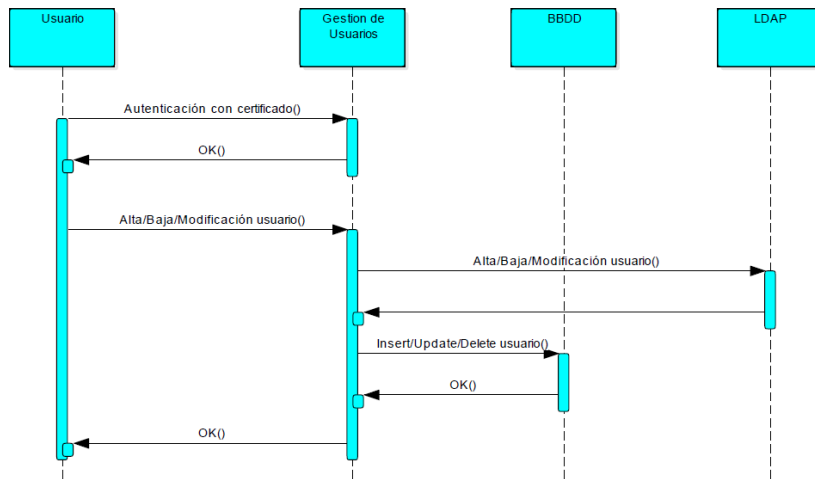 Usuario
Gestion de
Usuarios
BBDD
LDAP
Autenticación con certificado()
OK()
Alta/Baja/Modificación usuario()
Alta/Baja/Modificación usuario()
Insert/Update/Delete usuario()
OK()
OK()